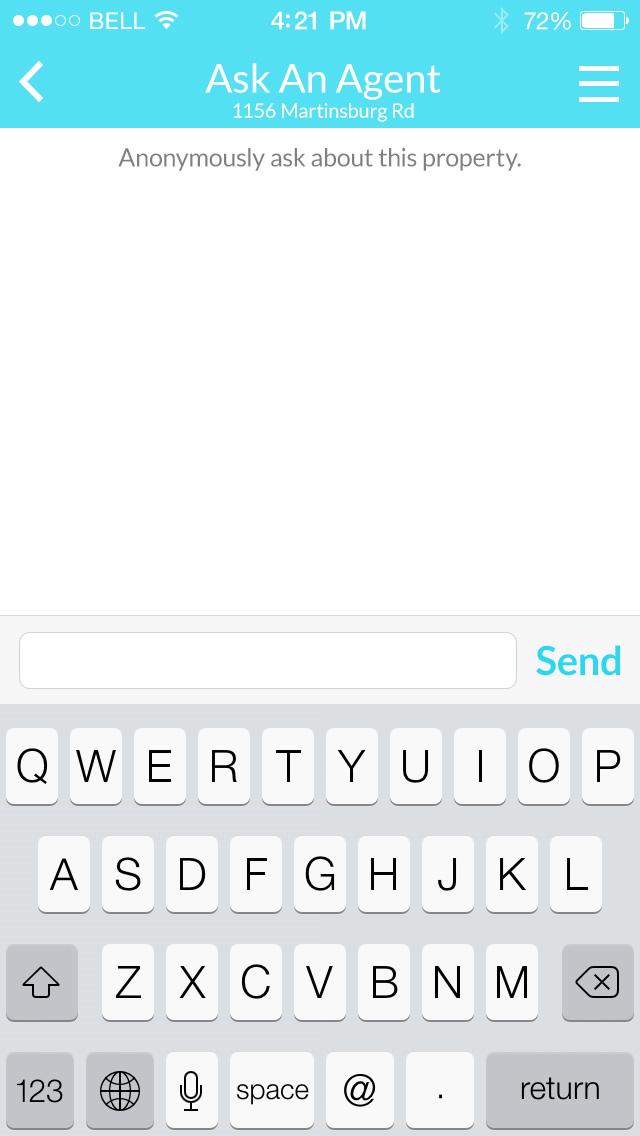 BELL 4:21 PM 72%
Ask An Agent
1156 Martinsburg Rd
Anonymously ask about this property.
Send
Q W E R T Y U I O P
A S D F G H J K L
Z X C V B N M
123 space @ . return